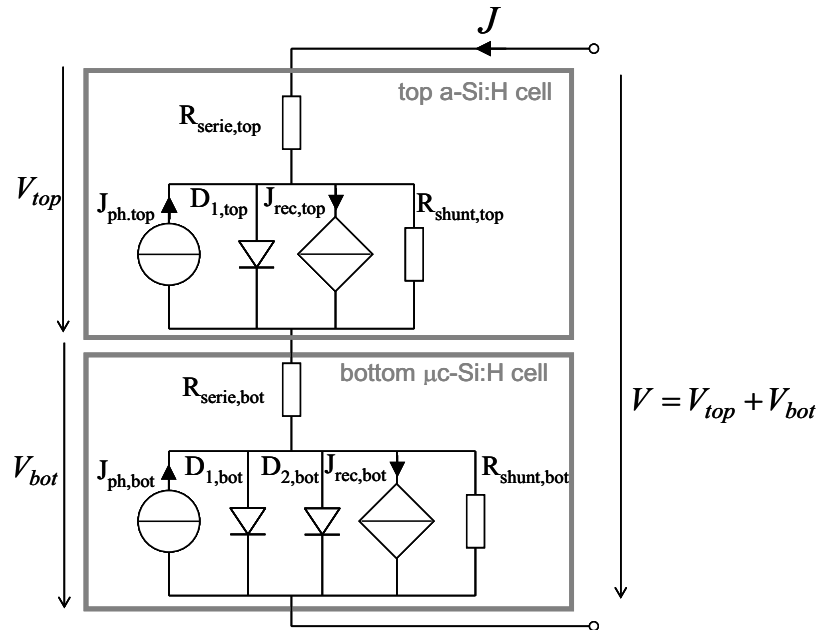 J
top a-Si:H cell
R_serie,top
V_top
J_ph.top
D_1,top
J_rec,top
R_shunt,top
bottom μc-Si:H cell
R_serie,bot
V = V_top + V_bot
V_bot
J_ph,bot
D_1,bot
D_2,bot
J_rec,bot
R_shunt,bot